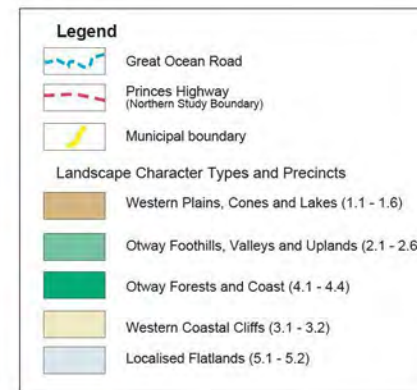 Legend
Great Ocean Road
Princes Highway
(Northern Study Boundary)
Municipal boundary
Landscape Character Types and Precincts
Western Plains, Cones and Lakes (1.1 - 1.6)
Otway Foothills, Valleys and Uplands (2.1 - 2.6
Otway Forests and Coast (4.1 - 4.4)
Western Coastal Cliffs (3.1 - 3.2)
Localised Flatlands (5.1 - 5.2)